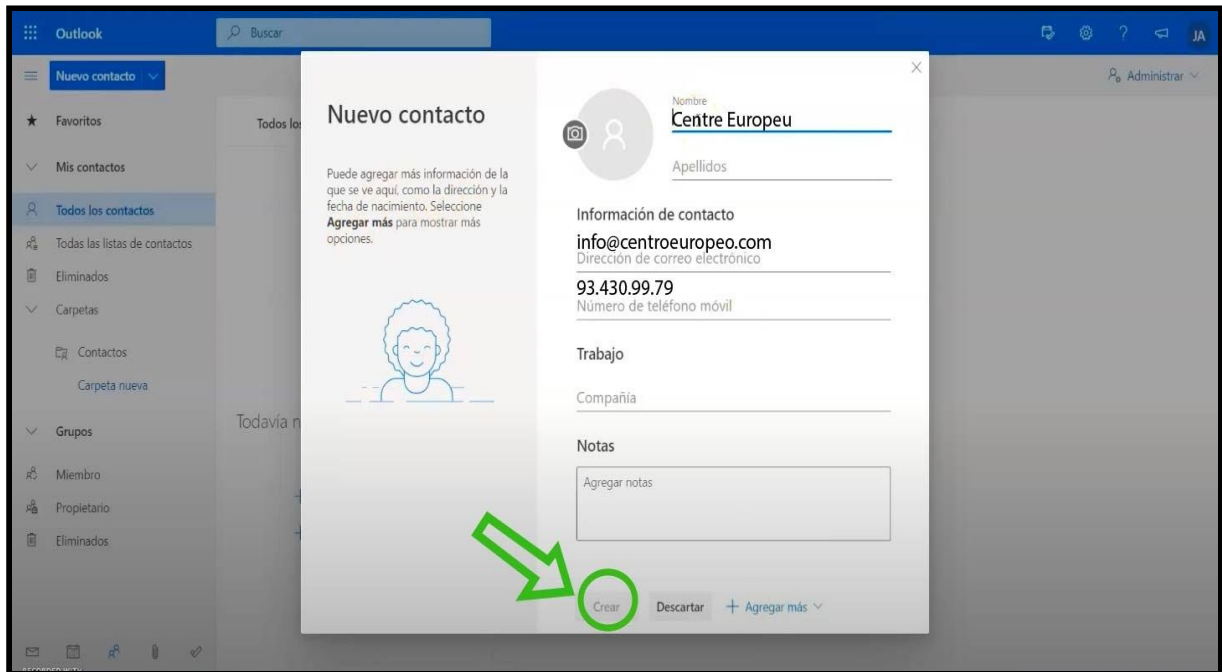 Outlook
Buscar
JA
Nuevo contacto
Administrar
Favoritos
Mis contactos
Todos los contactos
Todas las listas de contactos
Eliminados
Carpetas
Contactos
Carpeta nueva
Grupos
Miembro
Propietario
Eliminados
Todos los
Todavía n
Nuevo contacto
Puede agregar más información de la
que se ve aquí, como la dirección y la
fecha de nacimiento. Seleccione
Agregar más para mostrar más
opciones.
Nombre
Centre Europeu
Apellidos
Información de contacto
info@centroeuropeo.com
Dirección de correo electrónico
93.430.99.79
Número de teléfono móvil
Trabajo
Compañía
Notas
Agregar notas
Crear
Descartar
+ Agregar más
RECORDED WITH